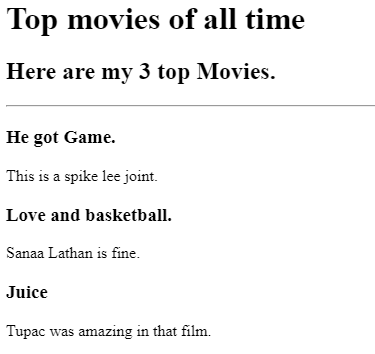 Top movies of all time
Here are my 3 top Movies.
He got Game.
This is a spike lee joint.
Love and basketball.
Sanaa Lathan is fine.
Juice
Tupac was amazing in that film.